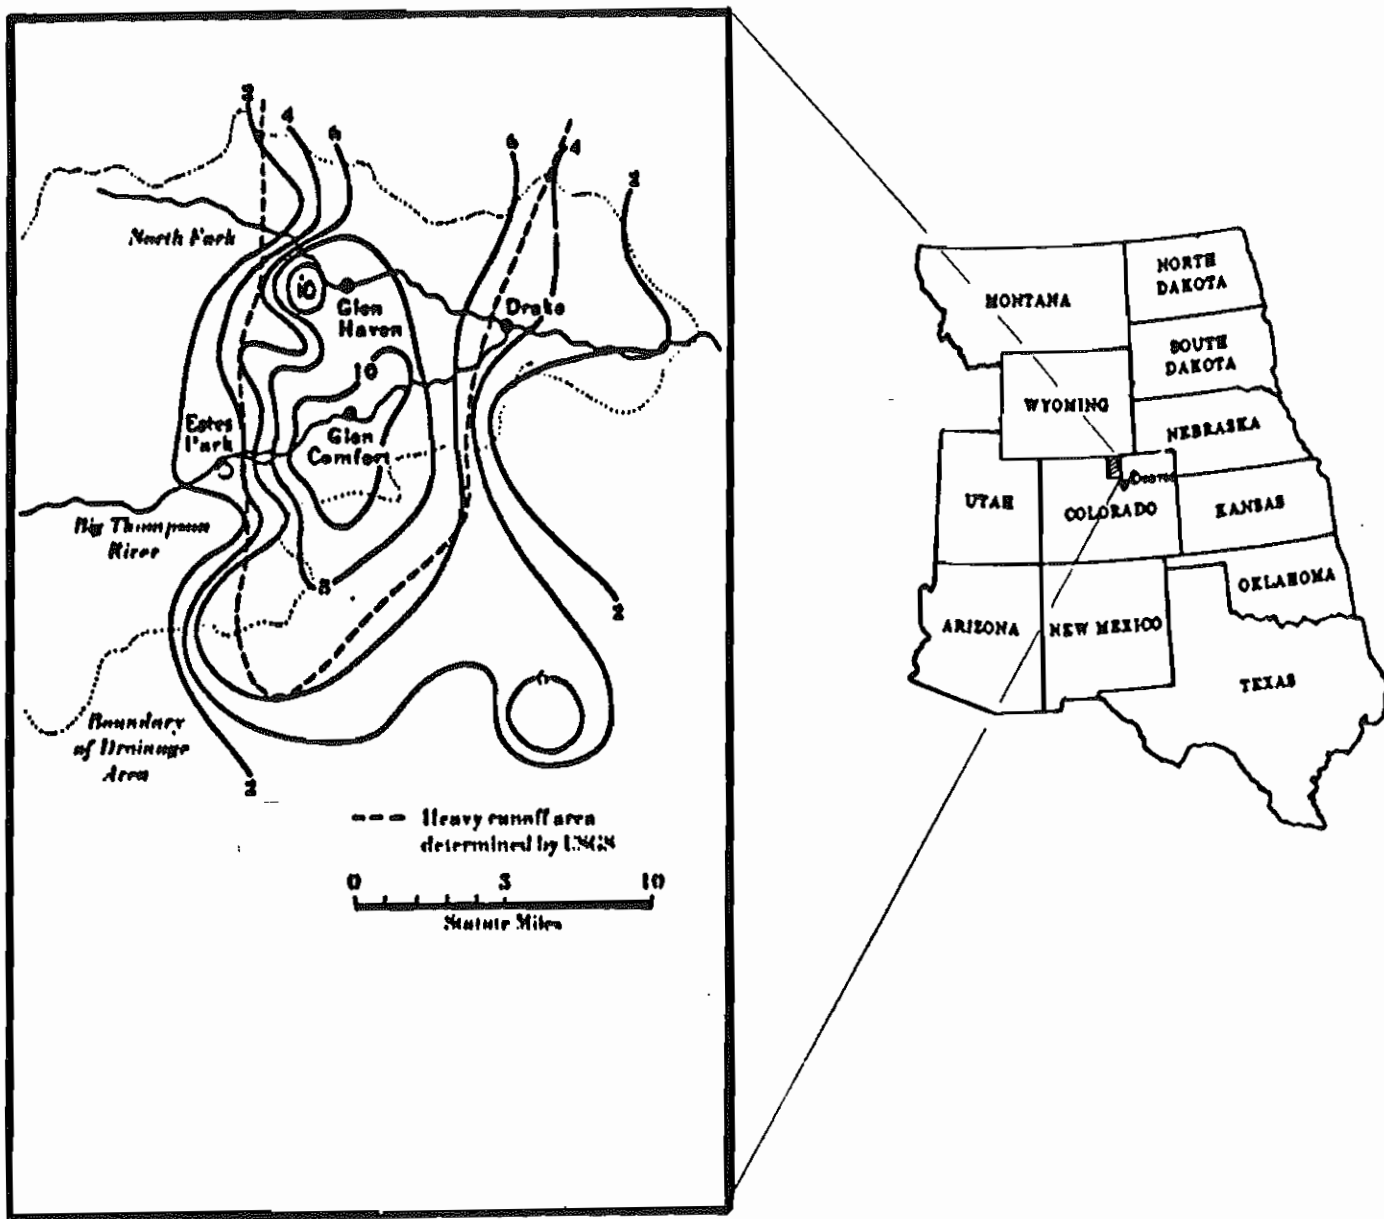 2
4
6
6
4
2
North Fork
10
Glen
Haven
Drake
10
Estes
Park
Glen
Comfort
Big Thompson
River
8
2
Boundary
of Drainage
Area
2
Heavy runoff area
determined by USGS
0
5
10
Statute Miles
MONTANA
NORTH
DAKOTA
SOUTH
DAKOTA
WYOMING
NEBRASKA
UTAH
Denver
COLORADO
KANSAS
OKLAHOMA
ARIZONA
NEW MEXICO
TEXAS